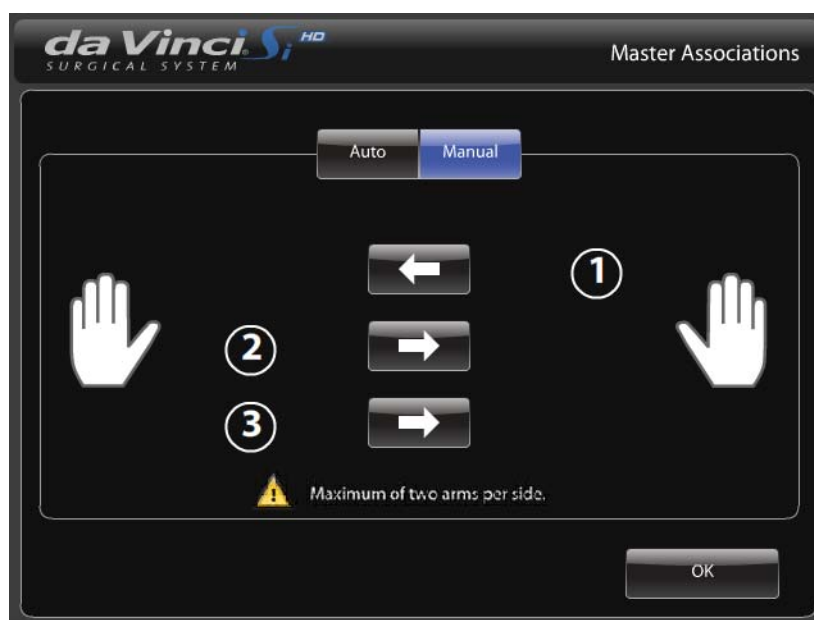 da Vinci. Si HD
SURGICAL SYSTEM
Master Associations
Auto
Manual
1
2
3
Maximum of two arms per side.
OK